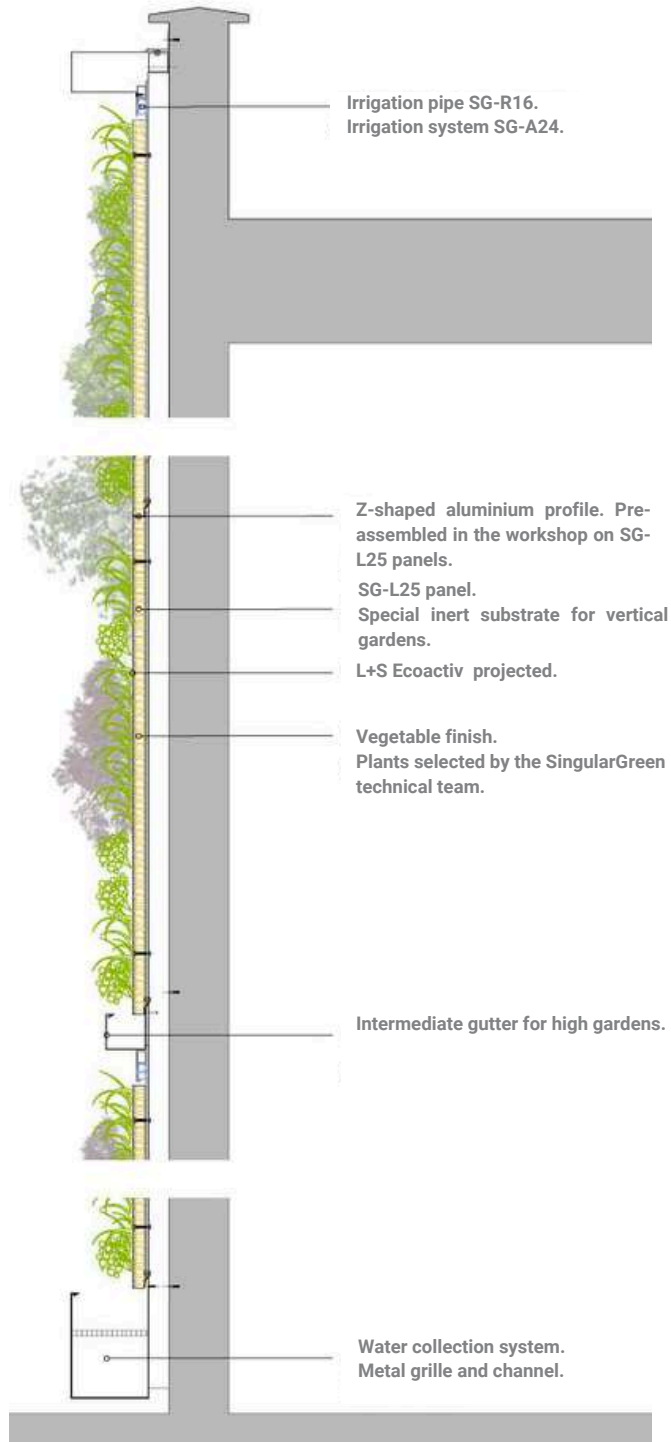 Irrigation pipe SG-R16.
Irrigation system SG-A24.
Z-shaped aluminium profile. Pre-
assembled in the workshop on SG-
L25 panels.
SG-L25 panel.
Special inert substrate for vertical
gardens.
L+S Ecoactiv projected.
Vegetable finish.
Plants selected by the SingularGreen
technical team.
Intermediate gutter for high gardens.
Water collection system.
Metal grille and channel.